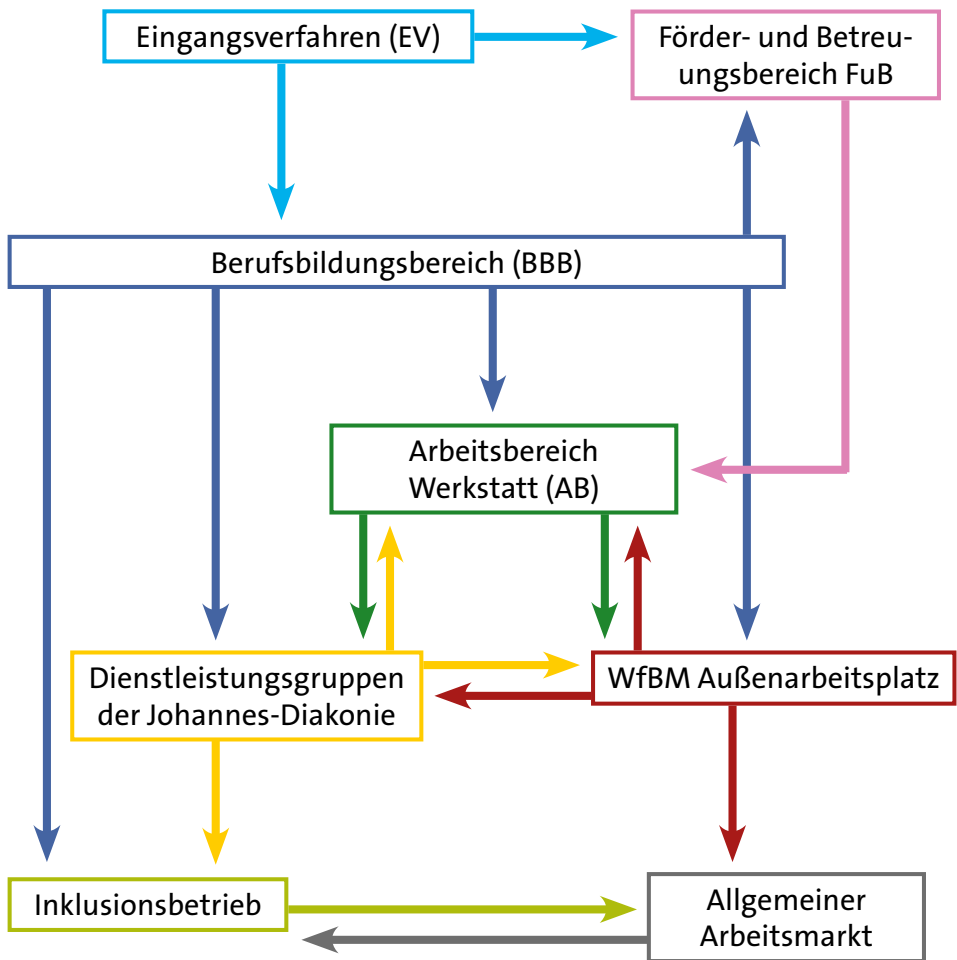 Eingangsverfahren (EV)
Förder- und Betreu-
ungsbereich FuB
Berufsbildungsbereich (BBB)
Arbeitsbereich
Werkstatt (AB)
Dienstleistungsgruppen
der Johannes-Diakonie
WfBM Außenarbeitsplatz
Inklusionsbetrieb
Allgemeiner
Arbeitsmarkt